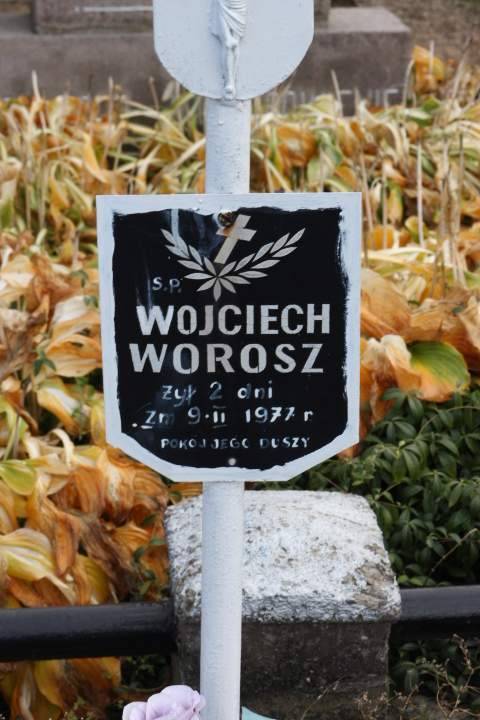 S.P.
WOJCIECH
WOROSZ
żył 2 dni
.Zm 9·II 1977 r
POKÓJ JEGO DUSZY